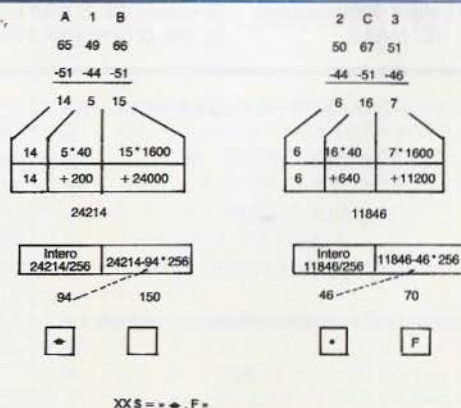 A 1 B
65 49 66
-51 -44 -51
14 5 15
14 5*40 15*1600
14 +200 +24000
24214
Intero
24214/256 24214-94*256
94 150
2 C 3
50 67 51
-44 -51 -46
6 16 7
6 16*40 7*1600
6 +640 +11200
11846
Intero
11846/256 11846-46*256
46 70
* F
XX$=» , F»